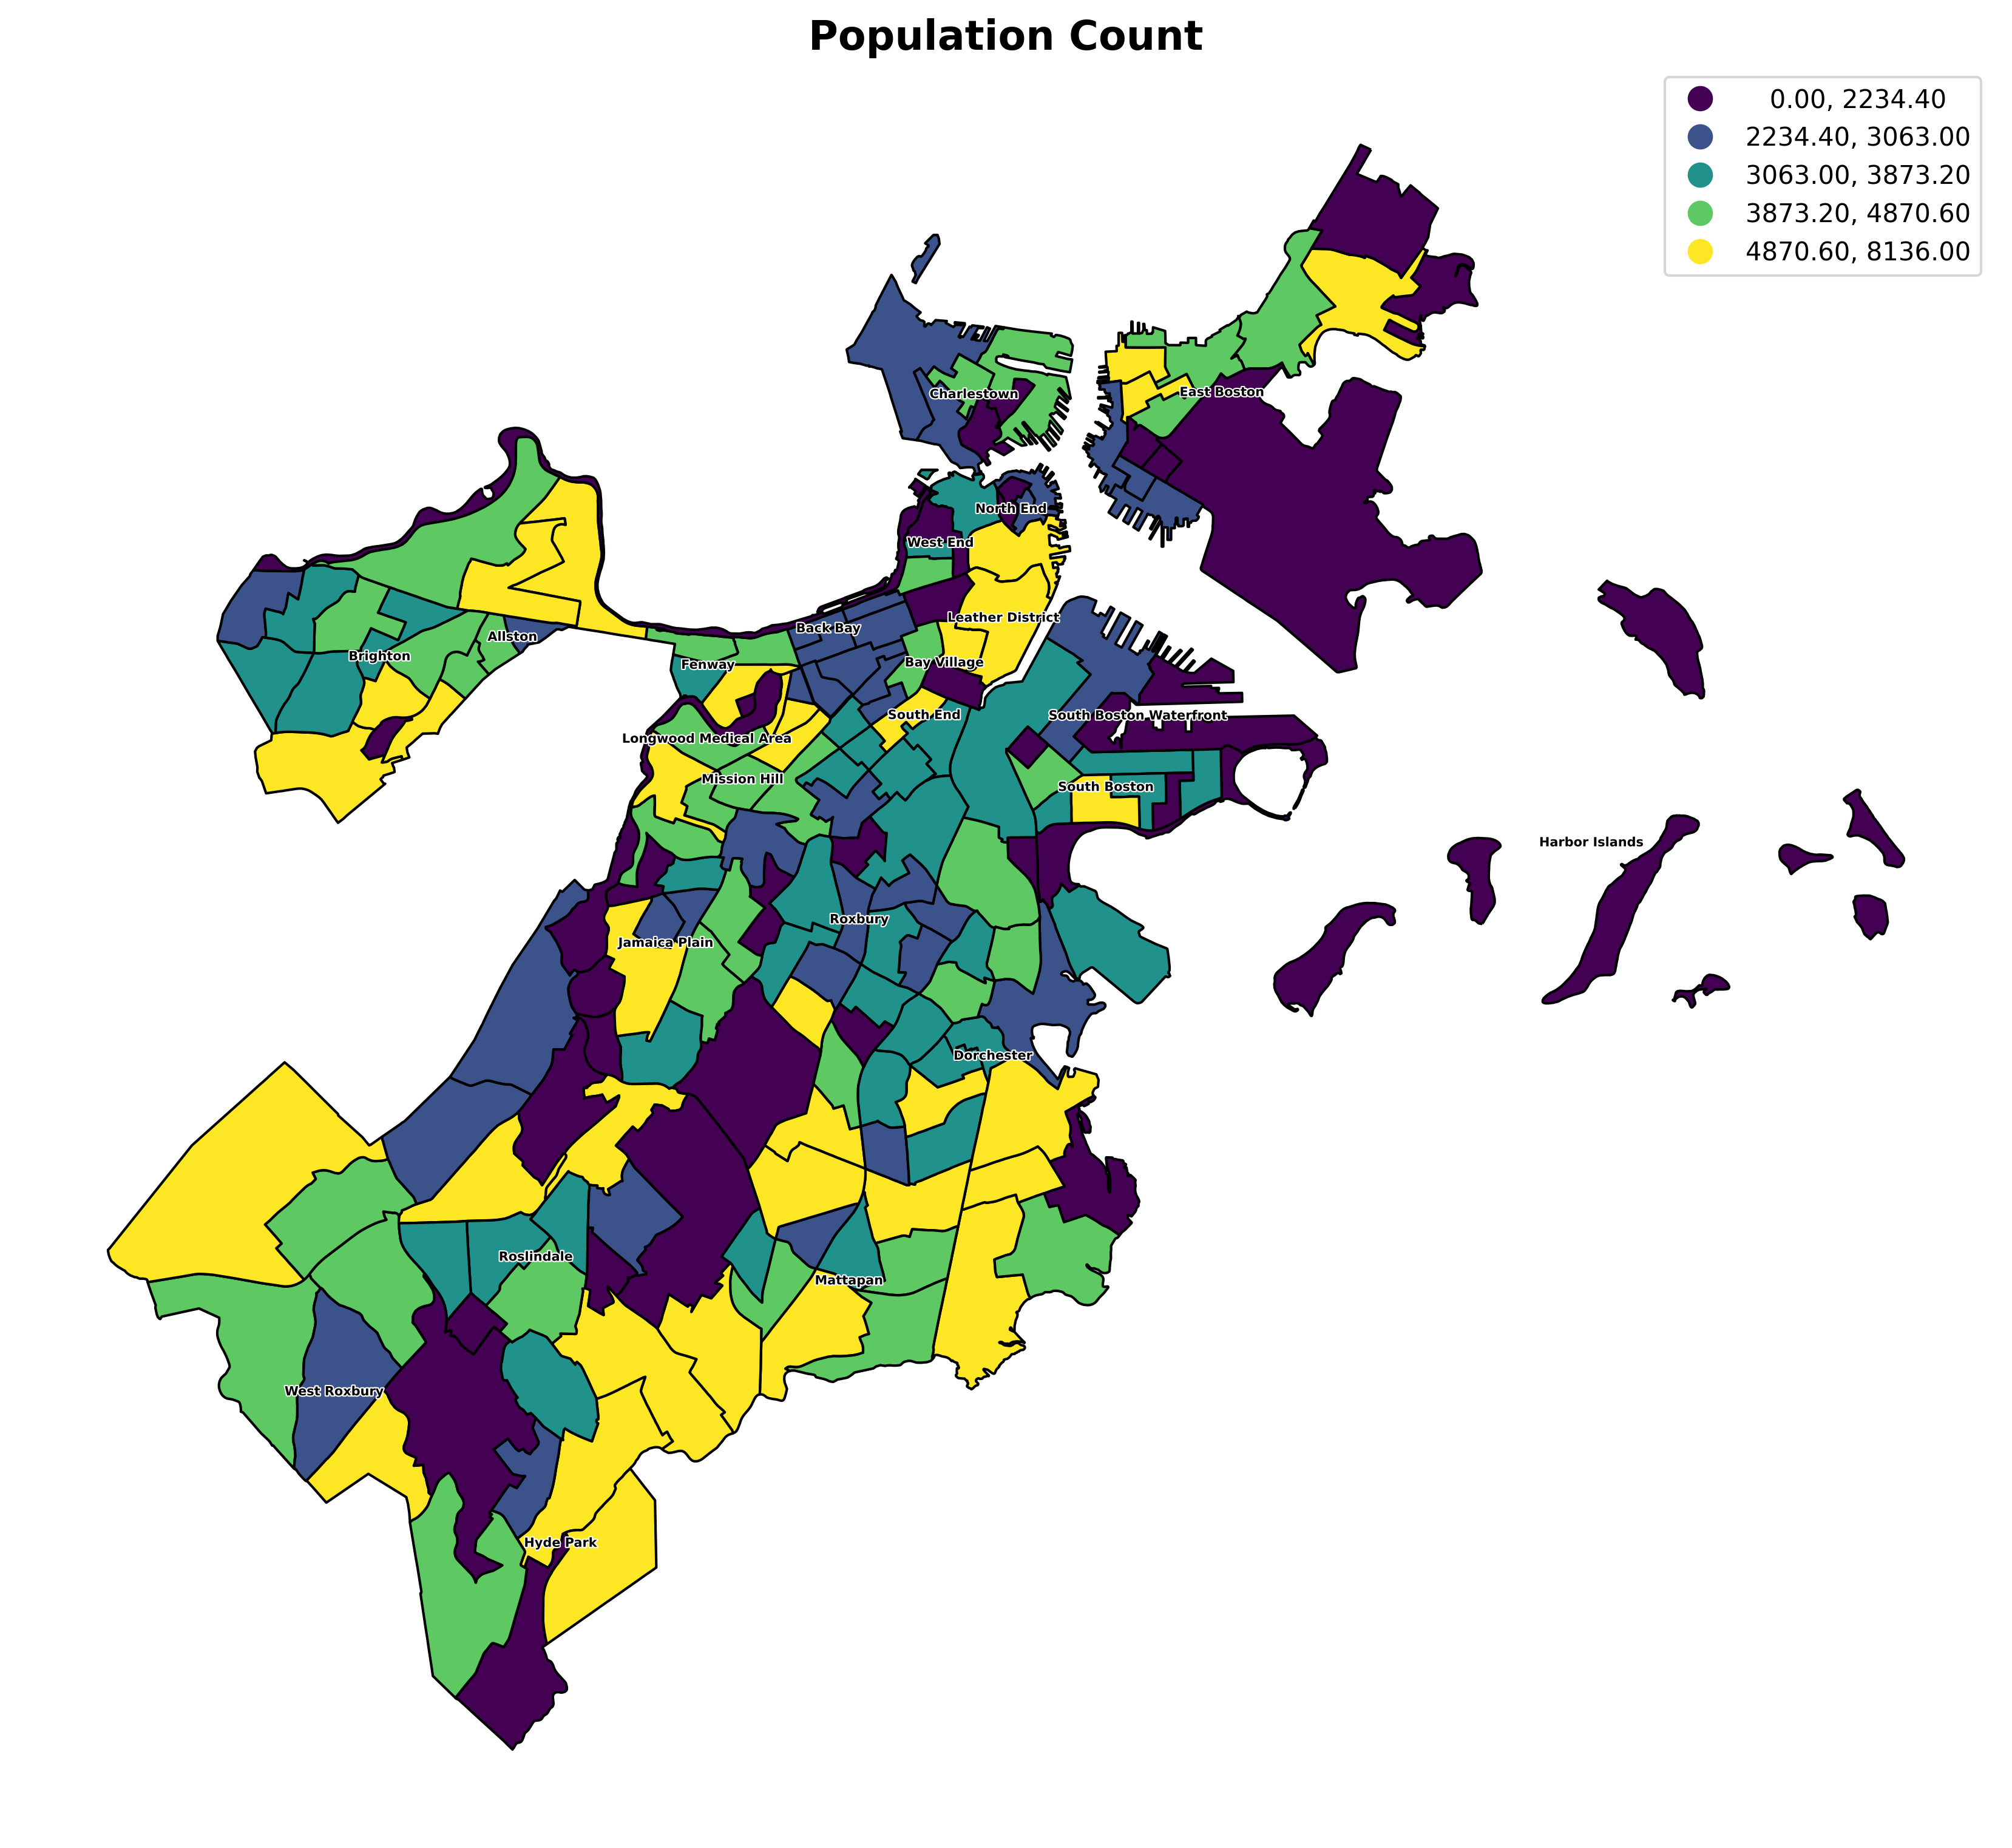 Population Count
0.00, 2234.40
2234.40, 3063.00
3063.00, 3873.20
3873.20, 4870.60
4870.60, 8136.00
East Boston
Charlestown
North End
West End
Leather District
Back Bay
Allston
Brighton
Fenway
Bay Village
South End
South Boston Waterfront
Longwood Medical Area
Mission Hill
South Boston
Harbor Islands
Roxbury
Jamaica Plain
Dorchester
Roslindale
Mattapan
West Roxbury
Hyde Park